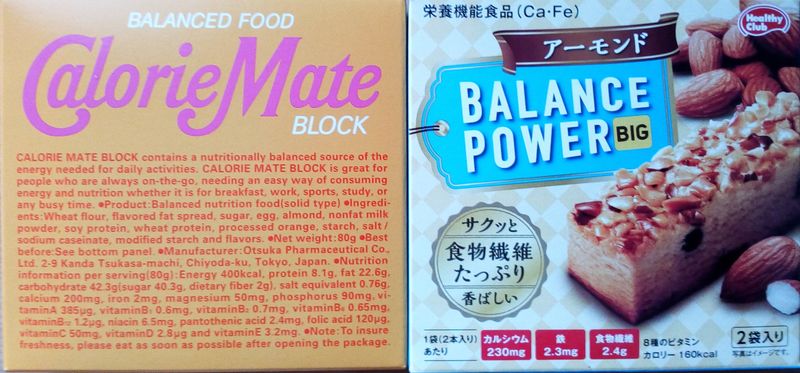 BALANCED FOOD
CalorieMate
BLOCK
CALORIE MATE BLOCK contains a nutritionally balanced source of the
energy needed for daily activities. CALORIE MATE BLOCK is great for
people who are always on-the-go, needing an easy way of consuming
energy and nutrition whether it is for breakfast, work, sports, study, or
any busy time. ●Product:Balanced nutrition food(solid type) ●Ingredi-
ents:Wheat flour, flavored fat spread, sugar, egg, almond, nonfat milk
powder, soy protein, wheat protein, processed orange, starch, salt/
sodium caseinate, modified starch and flavors. ●Net weight:80g ●Best
before:See bottom panel. ●Manufacturer:Otsuka Pharmaceutical Co.,
Ltd. 2-9 Kanda Tsukasa-machi, Chiyoda-ku, Tokyo, Japan. ●Nutrition
information per serving(80g):Energy 400kcal, protein 8.1g, fat 22.6g,
carbohydrate 42.3g(sugar 40.3g, dietary fiber 2g), salt equivalent 0.76g,
calcium 200mg, iron 2mg, magnesium 50mg, phosphorus 90mg, vi-
taminA 385μg, vitaminB₁ 0.6mg, vitaminB₂ 0.7mg, vitaminB₆ 0.65mg,
vitaminB₁₂ 1.2μg, niacin 6.5mg, pantothenic acid 2.4mg, folic acid 120μg,
vitaminC 50mg, vitaminD 2.8μg and vitaminE 3.2mg. ●Note:To insure
freshness, please eat as soon as possible after opening the package.
栄養機能食品(Ca・Fe)
Healthy
Club
アーモンド
BALANCE
POWER BIG
サクッと
食物繊維
たっぷり
香ばしい
1袋(2本入り)
あたり
カルシウム
230mg
鉄
2.3mg
食物繊維
2.4g
8種のビタミン
カロリー 160kcal
2袋入り
写真はイメージです。